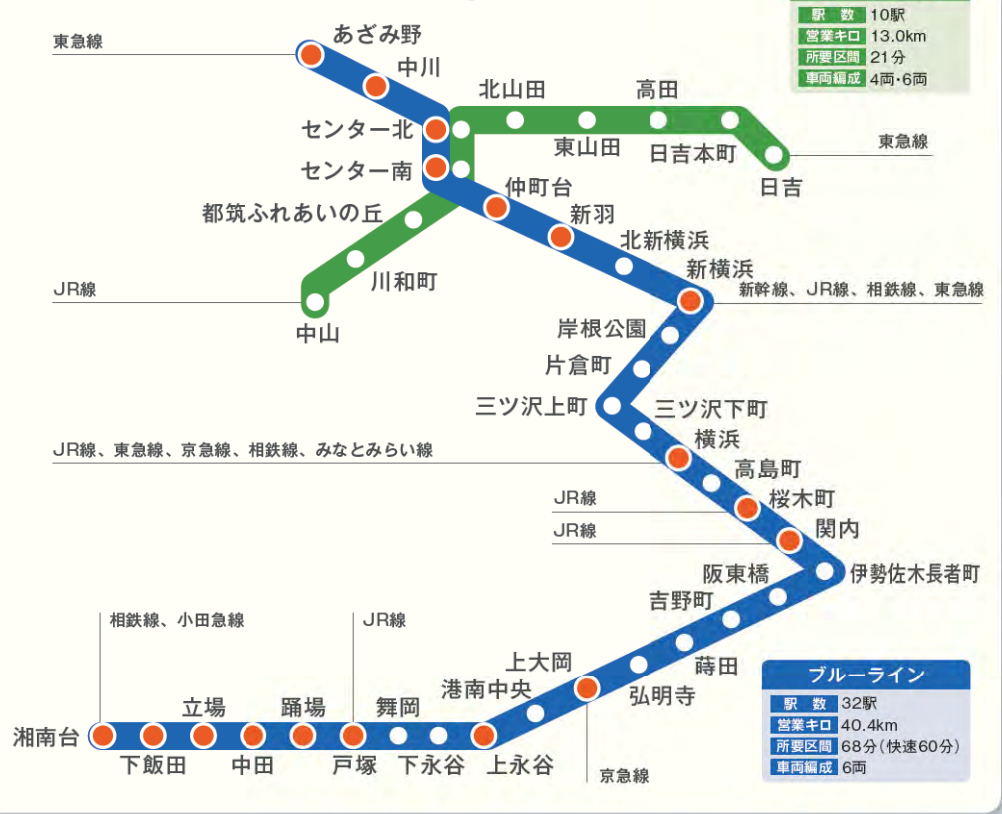 駅 数 10駅
営業キロ 13.0km
所要区間 21分
車両編成 4両・6両
あざみ野
東急線
中川
北山田
高田
センター北
東急線
東山田
日吉本町
センター南
日吉
仲町台
都筑ふれあいの丘
新羽
北新横浜
新横浜
川和町
JR線
新幹線、JR線、相鉄線、東急線
中山
岸根公園
片倉町
三ツ沢上町
三ツ沢下町
横浜
JR線、東急線、京急線、相鉄線、みなとみらい線
高島町
JR線
桜木町
JR線
関内
阪東橋
伊勢佐木長者町
吉野町
相鉄線、小田急線
JR線
上大岡
蒔田
港南中央
弘明寺
立場
踊場
舞岡
湘南台
下飯田
中田
戸塚
下永谷
上永谷
京急線
ブルーライン
駅 数 32駅
営業キロ 40.4km
所要区間 68分(快速60分)
車両編成 6両